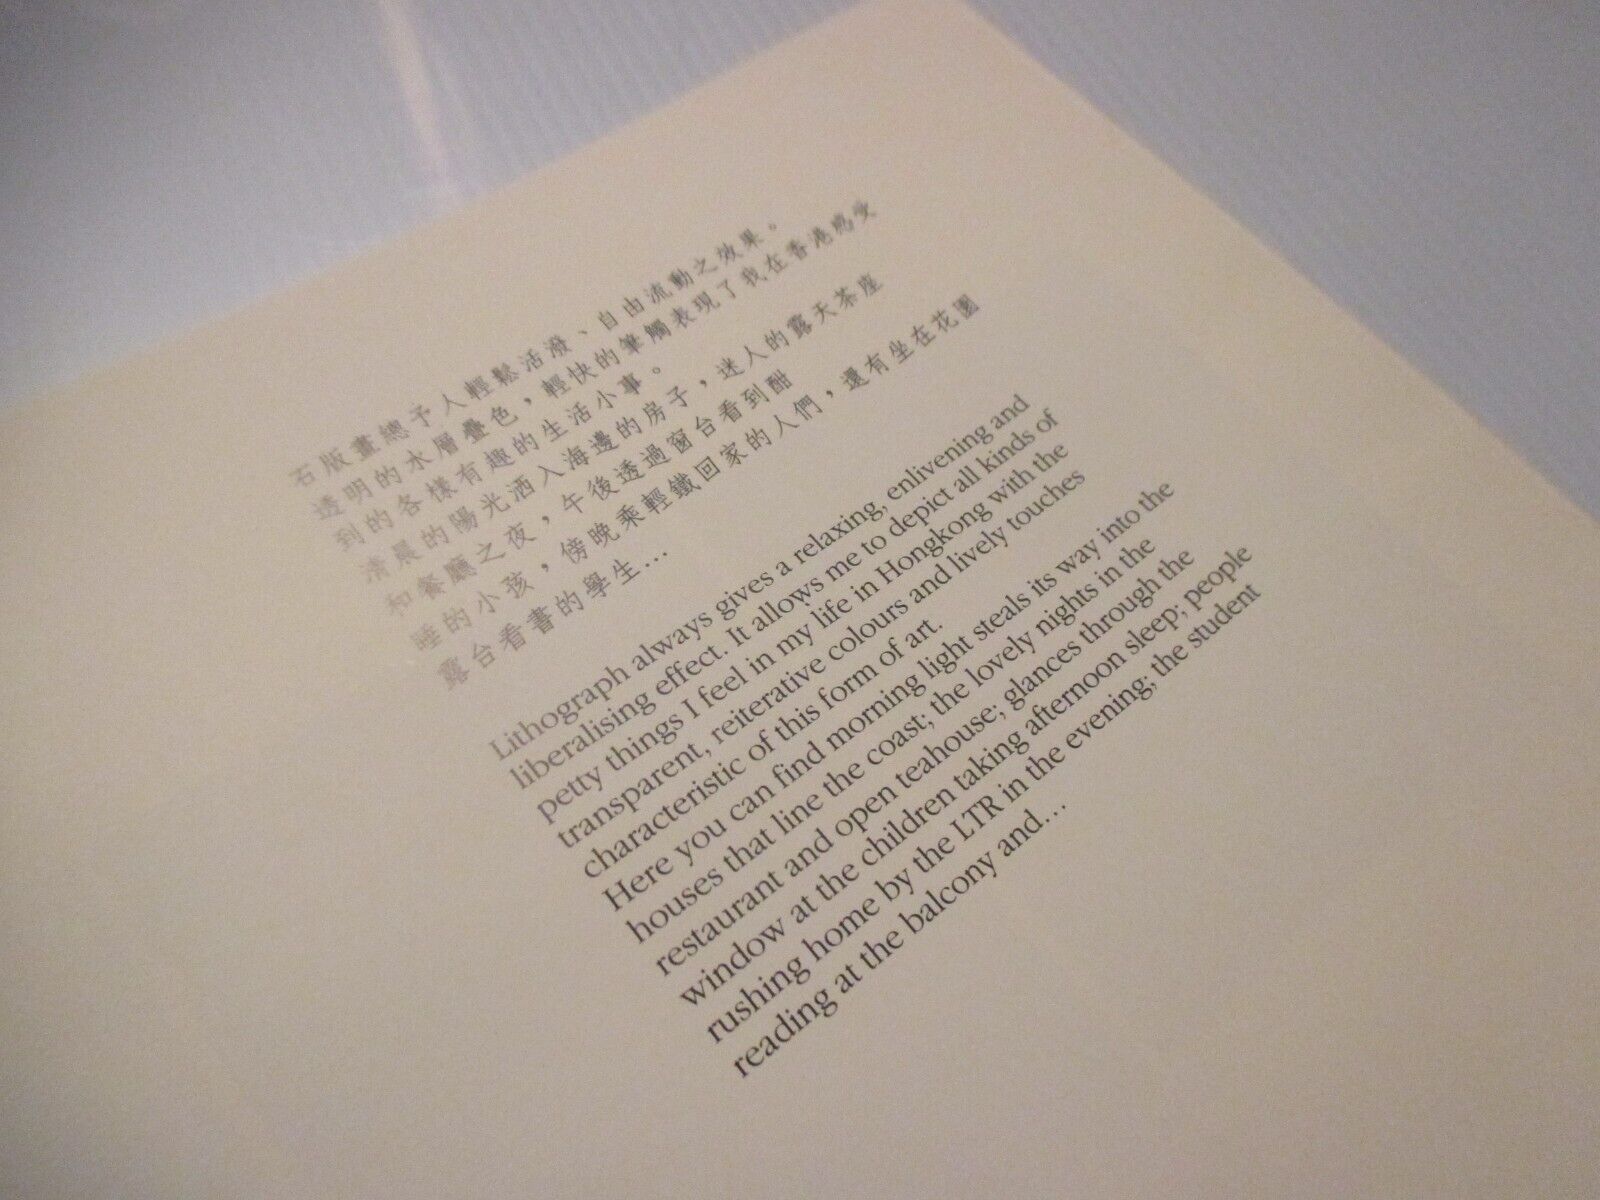 石版畫總予人輕鬆活潑、自由流動之效果。
透明的水層疊色，輕快的筆觸表現了我在香港感受
到的各樣有趣的生活小事。
清晨的陽光洒入海邊的房子，迷人的露天茶座
和餐廳之夜，午後透過窗台看到酣
睡的小孩，傍晚乘輕鐵回家的人們，還有坐在花園
露台看書的學生...
Lithograph always gives a relaxing, enlivening and
liberalising effect. It allows me to depict all kinds of
petty things I feel in my life in Hongkong with the
transparent, reiterative colours and lively touches
characteristic of this form of art.
Here you can find morning light steals its way into the
houses that line the coast; the lovely nights in the
restaurant and open teahouse; glances through the
window at the children taking afternoon sleep; people
rushing home by the LTR in the evening; the student
reading at the balcony and...